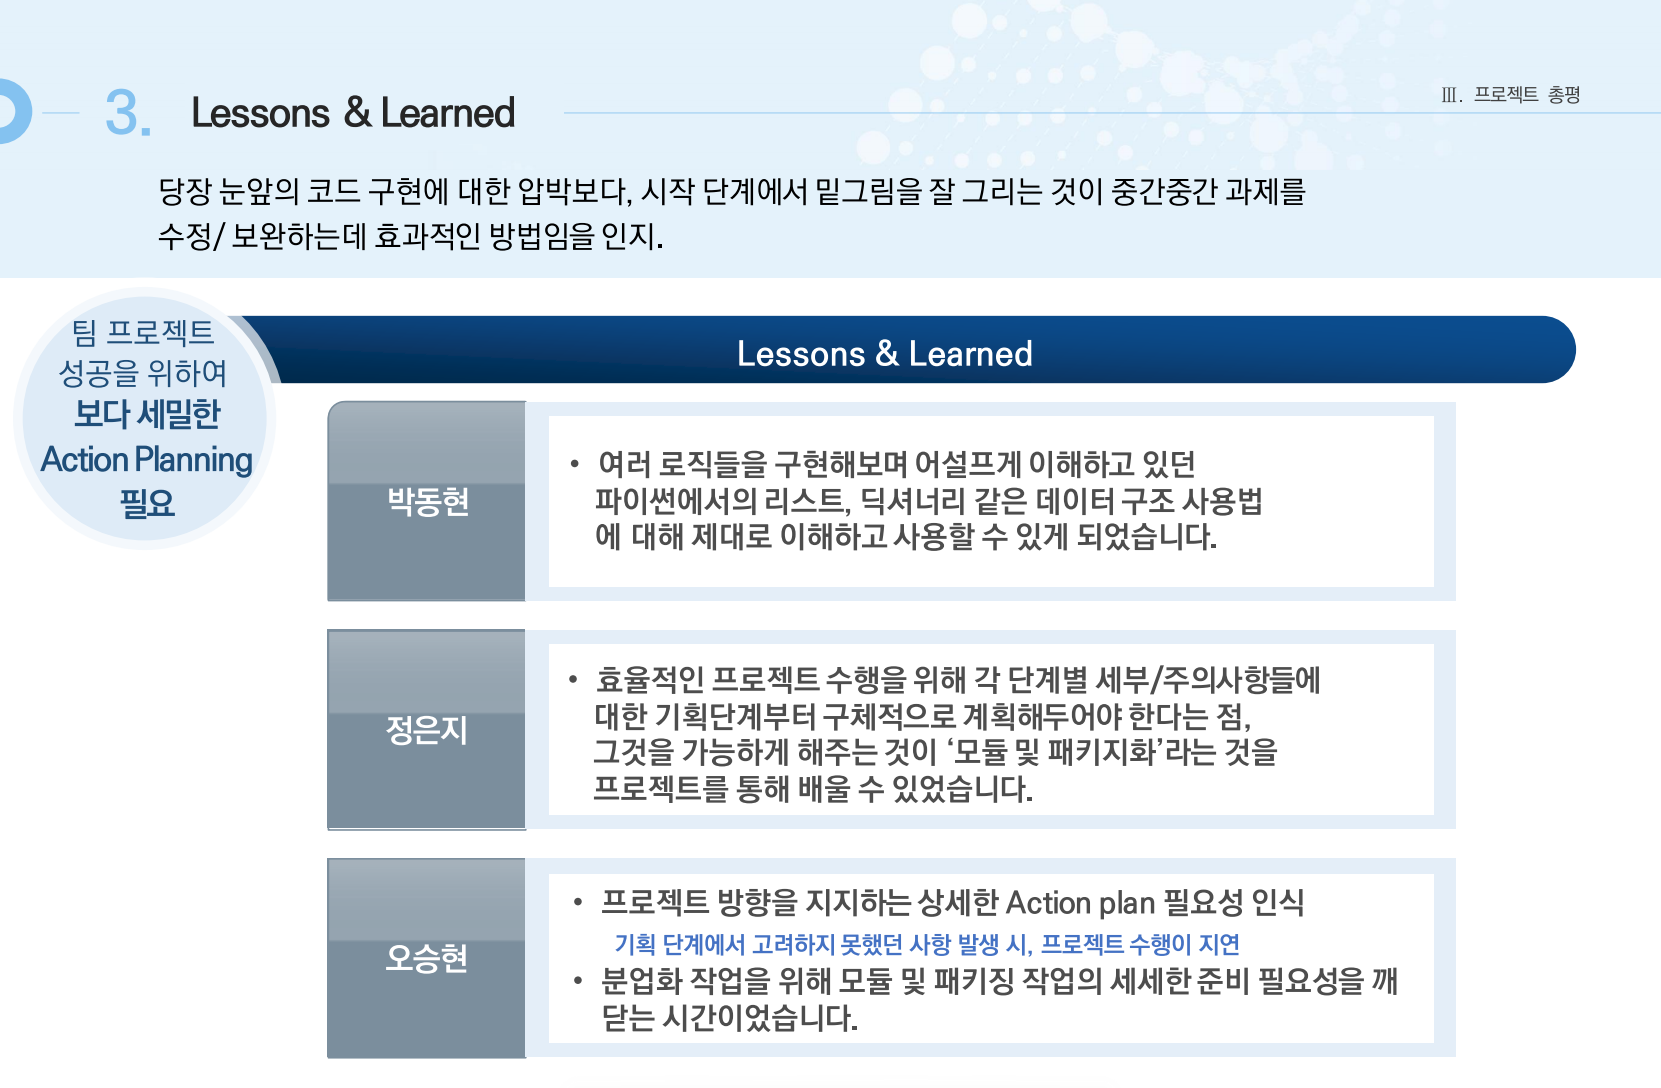 3. Lessons & Learned
Ⅲ. 프로젝트 총평
당장 눈앞의 코드 구현에 대한 압박보다, 시작 단계에서 밑그림을 잘 그리는 것이 중간중간 과제를
수정/ 보완하는데 효과적인 방법임을 인지.
팀 프로젝트
성공을 위하여
보다 세밀한
Action Planning
필요
Lessons & Learned
박동현
• 여러 로직들을 구현해보며 어설프게 이해하고 있던
파이썬에서의 리스트, 딕셔너리 같은 데이터 구조 사용법
에 대해 제대로 이해하고 사용할 수 있게 되었습니다.
정은지
• 효율적인 프로젝트 수행을 위해 각 단계별 세부/주의사항들에
대한 기획단계부터 구체적으로 계획해두어야 한다는 점,
그것을 가능하게 해주는 것이 ‘모듈 및 패키지화’라는 것을
프로젝트를 통해 배울 수 있었습니다.
오승현
• 프로젝트 방향을 지지하는 상세한 Action plan 필요성 인식
기획 단계에서 고려하지 못했던 사항 발생 시, 프로젝트 수행이 지연
• 분업화 작업을 위해 모듈 및 패키징 작업의 세세한 준비 필요성을 깨
닫는 시간이었습니다.